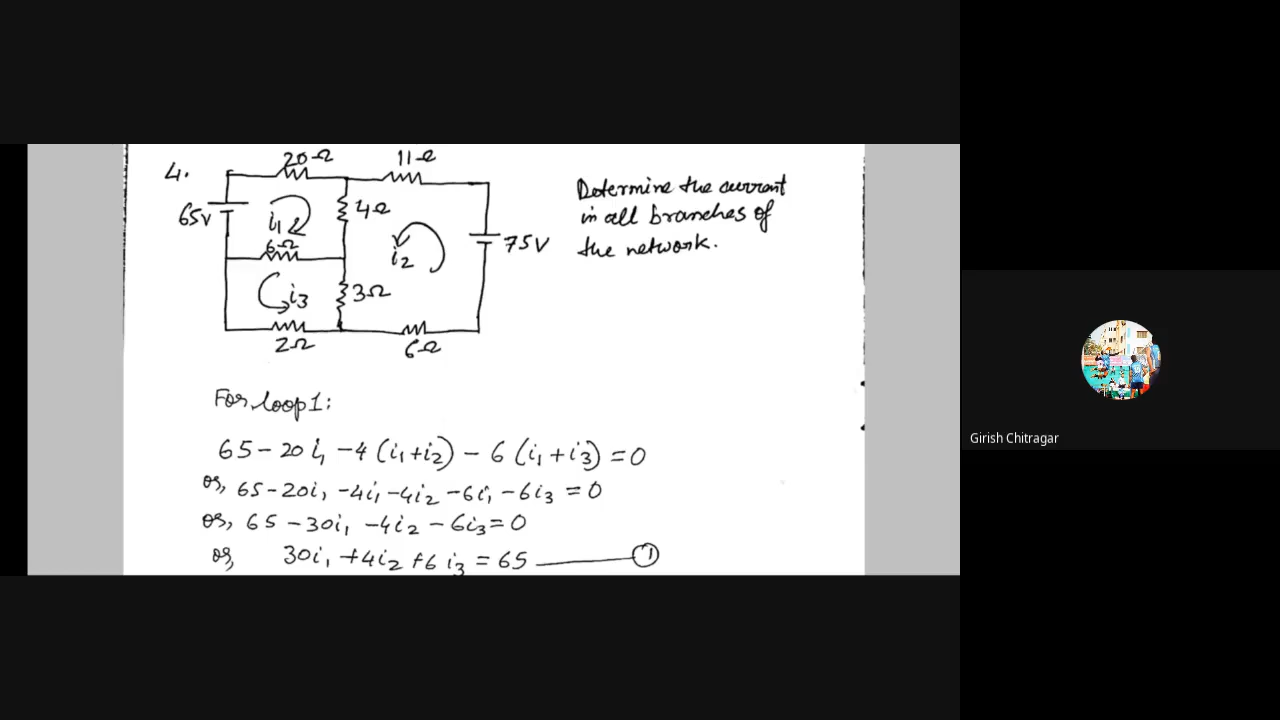 4.
20Ω
11Ω
65V
i₁
4Ω
i₂
75V
6Ω
i₃
3Ω
2Ω
6Ω
Determine the current
in all branches of
the network.
For loop 1:
65 - 20 i₁ - 4 (i₁+i₂) - 6 (i₁+i₃) = 0
or, 65 - 20i₁ - 4i₁ - 4i₂ - 6i₁ - 6i₃ = 0
or, 65 - 30i₁ - 4i₂ - 6i₃ = 0
or, 30i₁ + 4i₂ + 6i₃ = 65 ——— ①
Girish Chitragar